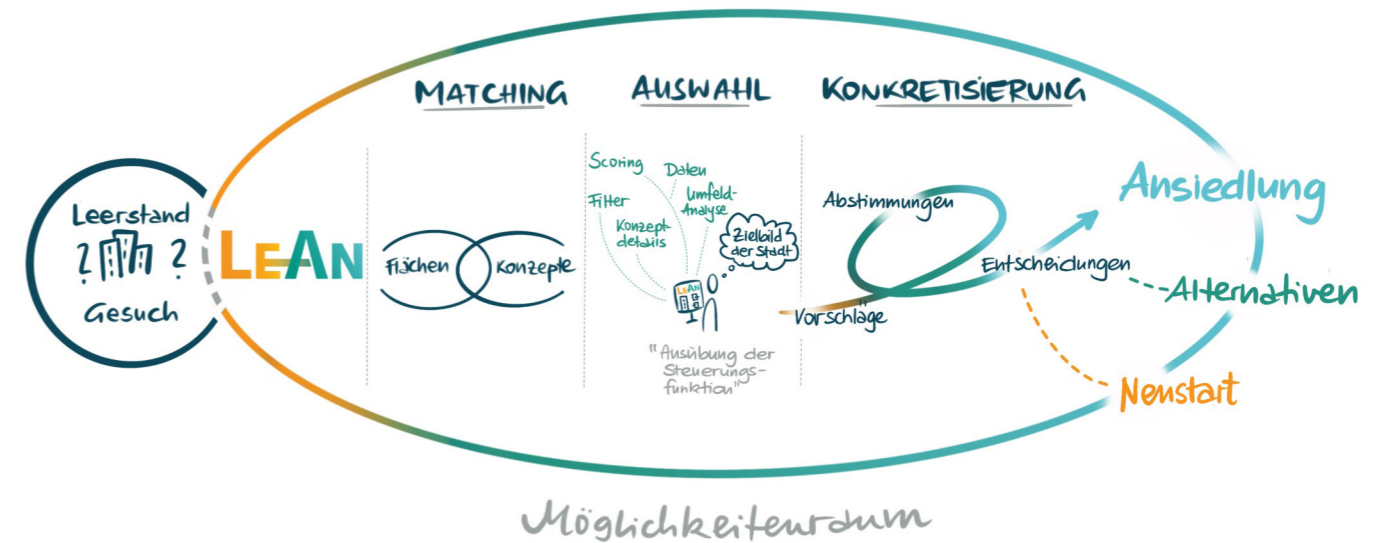 MATCHING
AUSWAHL
KONKRETISIERUNG
Leerstand
? ?
Gesuch
LEAN
Flächen
Konzepte
Scoring
Daten
Filter
Umfeld-
Analyse
Konzept-
details
Zielbild
der Stadt
LEAN
"Ausübung der
Steuerungs-
funktion"
Vorschläge
Abstimmungen
Entscheidungen
Ansiedlung
Alternativen
Neustart
Möglichkeitenraum